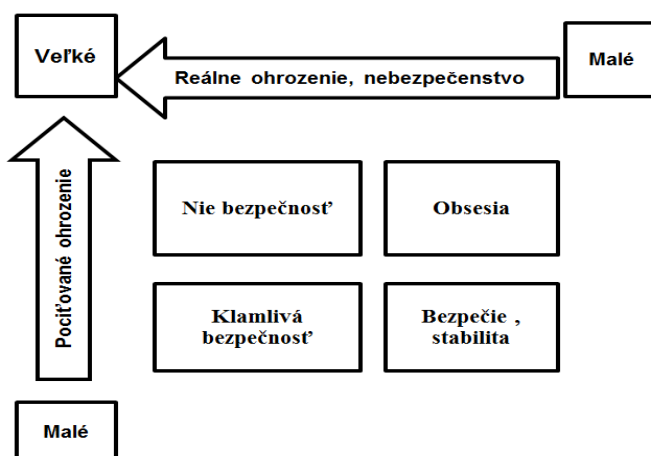 Veľké
Reálne ohrozenie, nebezpečenstvo
Malé
Pociťované ohrozenie
Nie bezpečnosť
Obsesia
Klamlivá
bezpečnosť
Bezpečie ,
stabilita
Malé